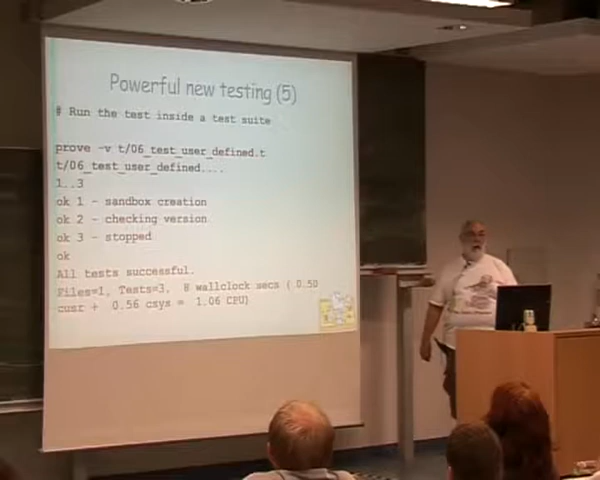 Powerful new testing (5)
# Run the test inside a test suite
prove -v t/06_test_user_defined.t
t/06_test_user_defined....
1..3
ok 1 - sandbox creation
ok 2 - checking version
ok 3 - stopped
ok
All tests successful.
Files=1, Tests=3, 8 wallclock secs ( 0.50
cusr + 0.56 csys = 1.06 CPU)